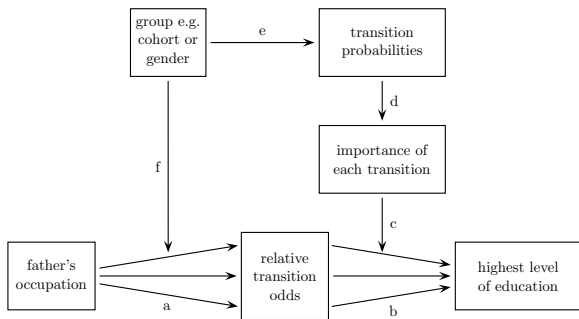 group e.g.
cohort or
gender
e
transition
probabilities
d
f
importance of
each transition
c
father's
occupation
a
relative
transition
odds
b
highest level
of education